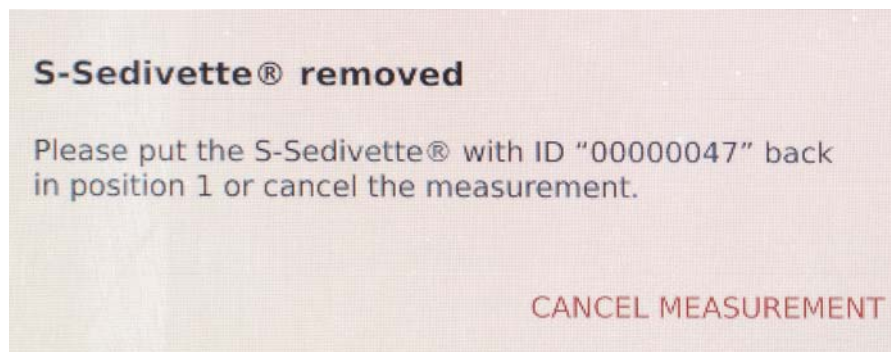 S-Sedivette® removed
Please put the S-Sedivette® with ID “00000047” back
in position 1 or cancel the measurement.
CANCEL MEASUREMENT